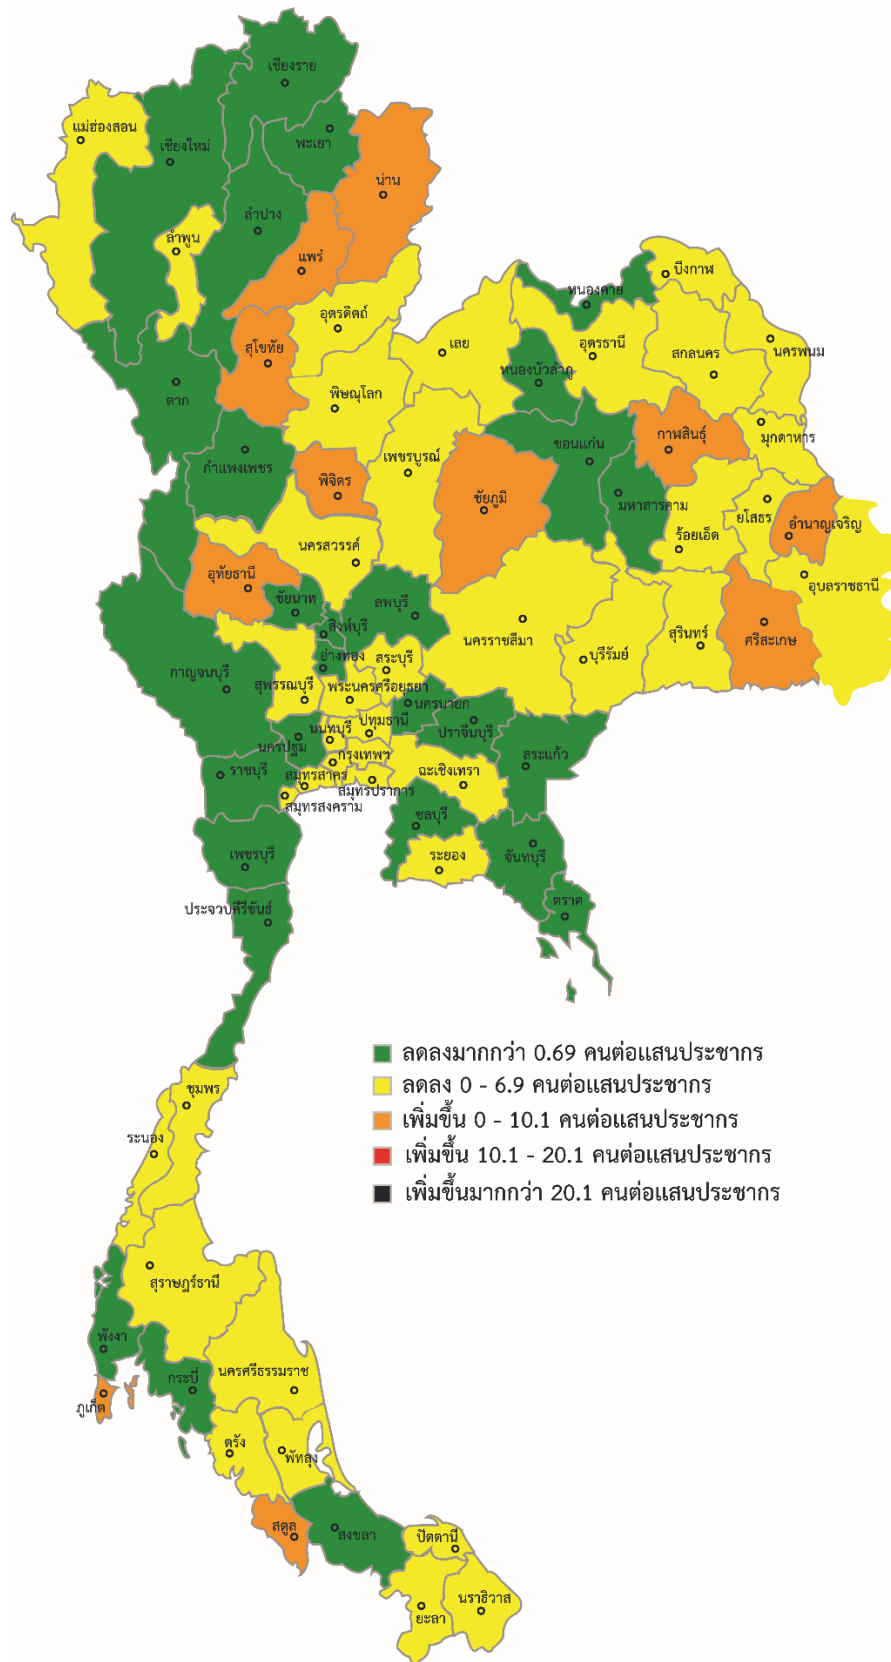 เชียงราย
แม่ฮ่องสอน
เชียงใหม่
พะเยา
น่าน
ลำปาง
ลำพูน
แพร่
บึงกาฬ
หนองคาย
อุตรดิตถ์
สุโขทัย
เลย
อุดรธานี
สกลนคร
นครพนม
หนองบัวลำภู
ตาก
พิษณุโลก
กำแพงเพชร
เพชรบูรณ์
ขอนแก่น
กาฬสินธุ์
มุกดาหาร
พิจิตร
ชัยภูมิ
มหาสารคาม
ยโสธร
อำนาญเจริญ
ร้อยเอ็ด
นครสวรรค์
อุทัยธานี
อุบลราชธานี
ชัยนาท
ลพบุรี
สิงห์บุรี
นครราชสีมา
บุรีรัมย์
สุรินทร์
ศรีสะเกษ
อ่างทอง
สระบุรี
กาญจนบุรี
สุพรรณบุรี
พระนครศรีอยุธยา
นครนายก
ปทุมธานี
ปราจีนบุรี
นนทบุรี
นครปฐม
กรุงเทพฯ
สระแก้ว
ราชบุรี
สมุทรสาคร
สมุทรปราการ
ฉะเชิงเทรา
สมุทรสงคราม
ชลบุรี
เพชรบุรี
ระยอง
จันทบุรี
ตราด
ประจวบคีรีขันธ์
ลดลงมากกว่า 0.69 คนต่อแสนประชากร
ลดลง 0 - 6.9 คนต่อแสนประชากร
เพิ่มขึ้น 0 - 10.1 คนต่อแสนประชากร
เพิ่มขึ้น 10.1 - 20.1 คนต่อแสนประชากร
เพิ่มขึ้นมากกว่า 20.1 คนต่อแสนประชากร
ชุมพร
ระนอง
สุราษฎร์ธานี
พังงา
กระบี่
นครศรีธรรมราช
ภูเก็ต
ตรัง
พัทลุง
สตูล
สงขลา
ปัตตานี
ยะลา
นราธิวาส